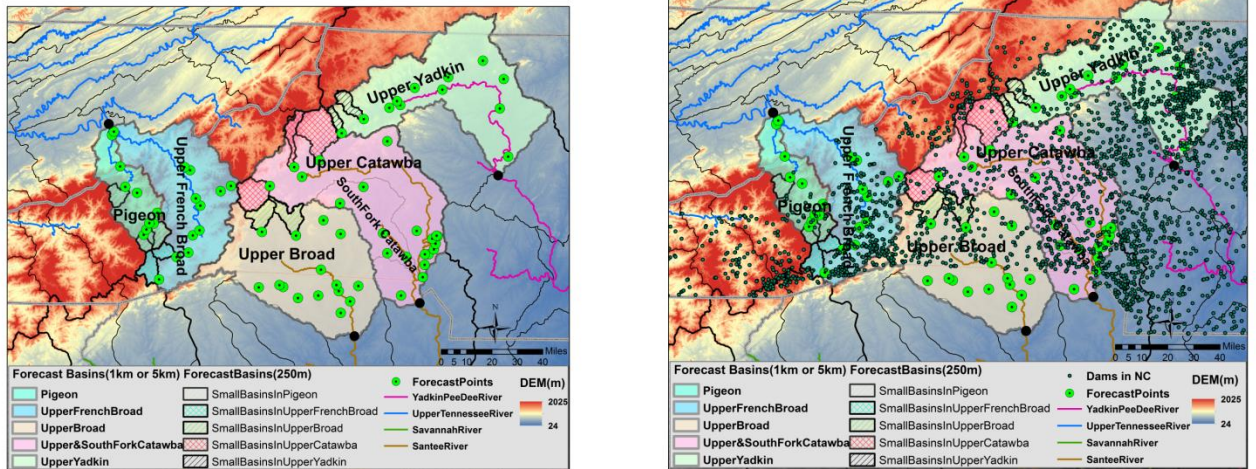 Upper Yadkin
Upper Catawba
SouthFork Catawba
Upper French Broad
Pigeon
Upper Broad
N
Miles
0 5 10 20 30 40
Forecast Basins(1km or 5km) ForecastBasins(250m)
Pigeon
UpperFrenchBroad
UpperBroad
Upper&SouthForkCatawba
UpperYadkin
SmallBasinsInPigeon
SmallBasinsInUpperFrenchBroad
SmallBasinsInUpperBroad
SmallBasinsInUpperCatawba
SmallBasinsInUpperYadkin
ForecastPoints
YadkinPeeDeeRiver
UpperTennesseeRiver
SavannahRiver
SanteeRiver
DEM(m)
2025
24
Upper Yadkin
Upper Catawba
SouthFork Catawba
Upper French Broad
Pigeon
Upper Broad
Miles
0 5 10 20 30 40
Forecast Basins(1km or 5km) ForecastBasins(250m)
Pigeon
UpperFrenchBroad
UpperBroad
Upper&SouthForkCatawba
UpperYadkin
SmallBasinsInPigeon
SmallBasinsInUpperFrenchBroad
SmallBasinsInUpperBroad
SmallBasinsInUpperCatawba
SmallBasinsInUpperYadkin
Dams in NC
ForecastPoints
YadkinPeeDeeRiver
UpperTennesseeRiver
SavannahRiver
SanteeRiver
DEM(m)
2025
24